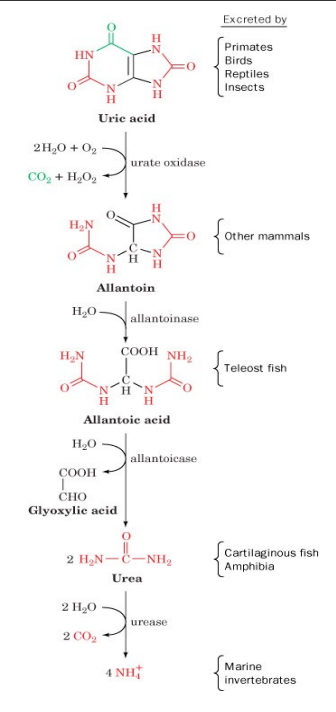 Excreted by
O
HN
H
N
O
O
N
H
N
H
Primates
Birds
Reptiles
Insects
Uric acid
2H₂O + O₂
urate oxidase
CO₂ + H₂O₂
H₂N
O
H
N
O
O
N
H
C
H
N
H
Other mammals
Allantoin
H₂O
allantoinase
H₂N
COOH
NH₂
O
C
O
N
H
H
N
H
Teleost fish
Allantoic acid
H₂O
allantoicase
COOH
CHO
Glyoxylic acid
O
2 H₂N—C—NH₂
Cartilaginous fish
Amphibia
Urea
2 H₂O
urease
2 CO₂
4 NH₄⁺
Marine
invertebrates